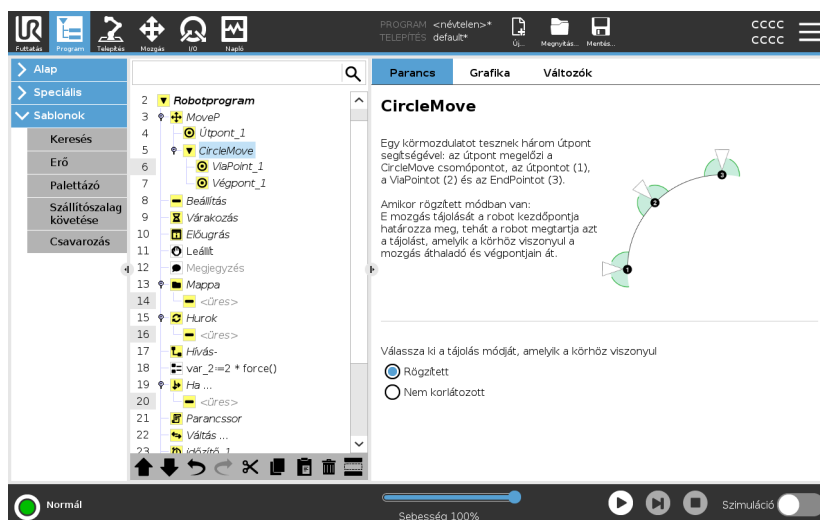 PROGRAM <névtelen>*
TELEPÍTÉS default*
Új...
Megnyitás...
Mentés...
CCCC
CCCC
Futtatás
Program
Telepítés
Mozgás
I/O
Napló
Alap
Speciális
Sablonok
Keresés
Erő
Palettázó
Szállítószalag
követése
Csavarozás
2 Robotprogram
3 MoveP
4 Útpont_1
5 CircleMove
6 ViaPoint_1
7 Végpont_1
8 Beállítás
9 Várakozás
10 Előugrás
11 Leállít
12 Megjegyzés
13 Mappa
14 <üres>
15 Hurok
16 <üres>
17 Hívás-
18 var_2≔2 * force()
19 Ha ...
20 <üres>
21 Parancssor
22 Váltás ...
23 időzítő_1
Parancs
Grafika
Változók
CircleMove
Egy körmozdulatot tesznek három útpont
segítségével: az útpont megelőzi a
CircleMove csomópontot, az útpontot (1),
a ViaPointot (2) és az EndPointot (3).
Amikor rögzített módban van:
E mozgás tájolását a robot kezdőpontja
határozza meg, tehát a robot megtartja azt
a tájolást, amelyik a körhöz viszonyul a
mozgás áthaladó és végpontjain át.
3
2
1
Válassza ki a tájolás módját, amelyik a körhöz viszonyul
Rögzített
Nem korlátozott
Normál
Sebesség 100%
Szimuláció